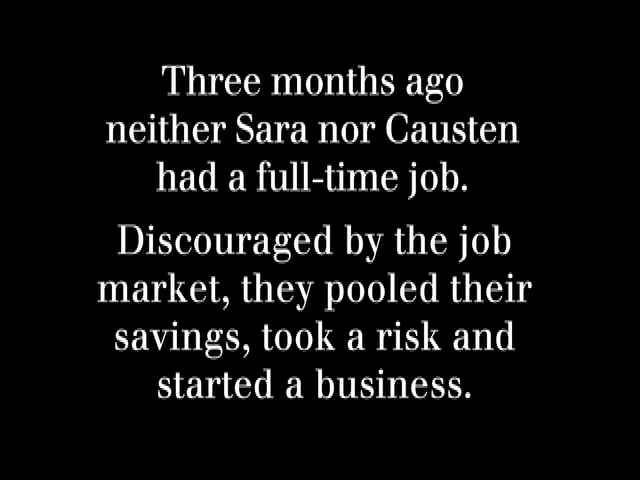 Three months ago
neither Sara nor Causten
had a full-time job.
Discouraged by the job
market, they pooled their
savings, took a risk and
started a business.